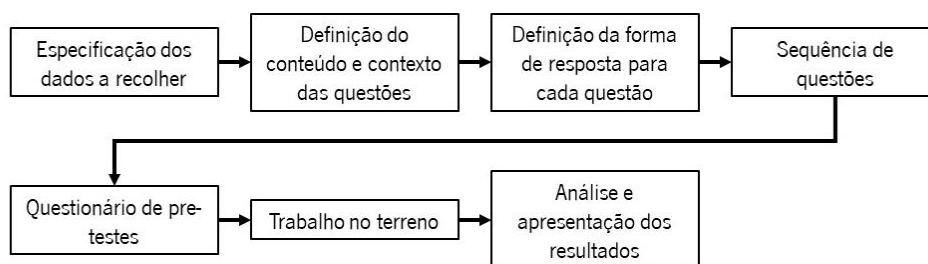 Especificação dos
dados a recolher
Definição do
conteúdo e contexto
das questões
Definição da forma
de resposta para
cada questão
Sequência de
questões
Questionário de pre-
testes
Trabalho no terreno
Análise e
apresentação dos
resultados